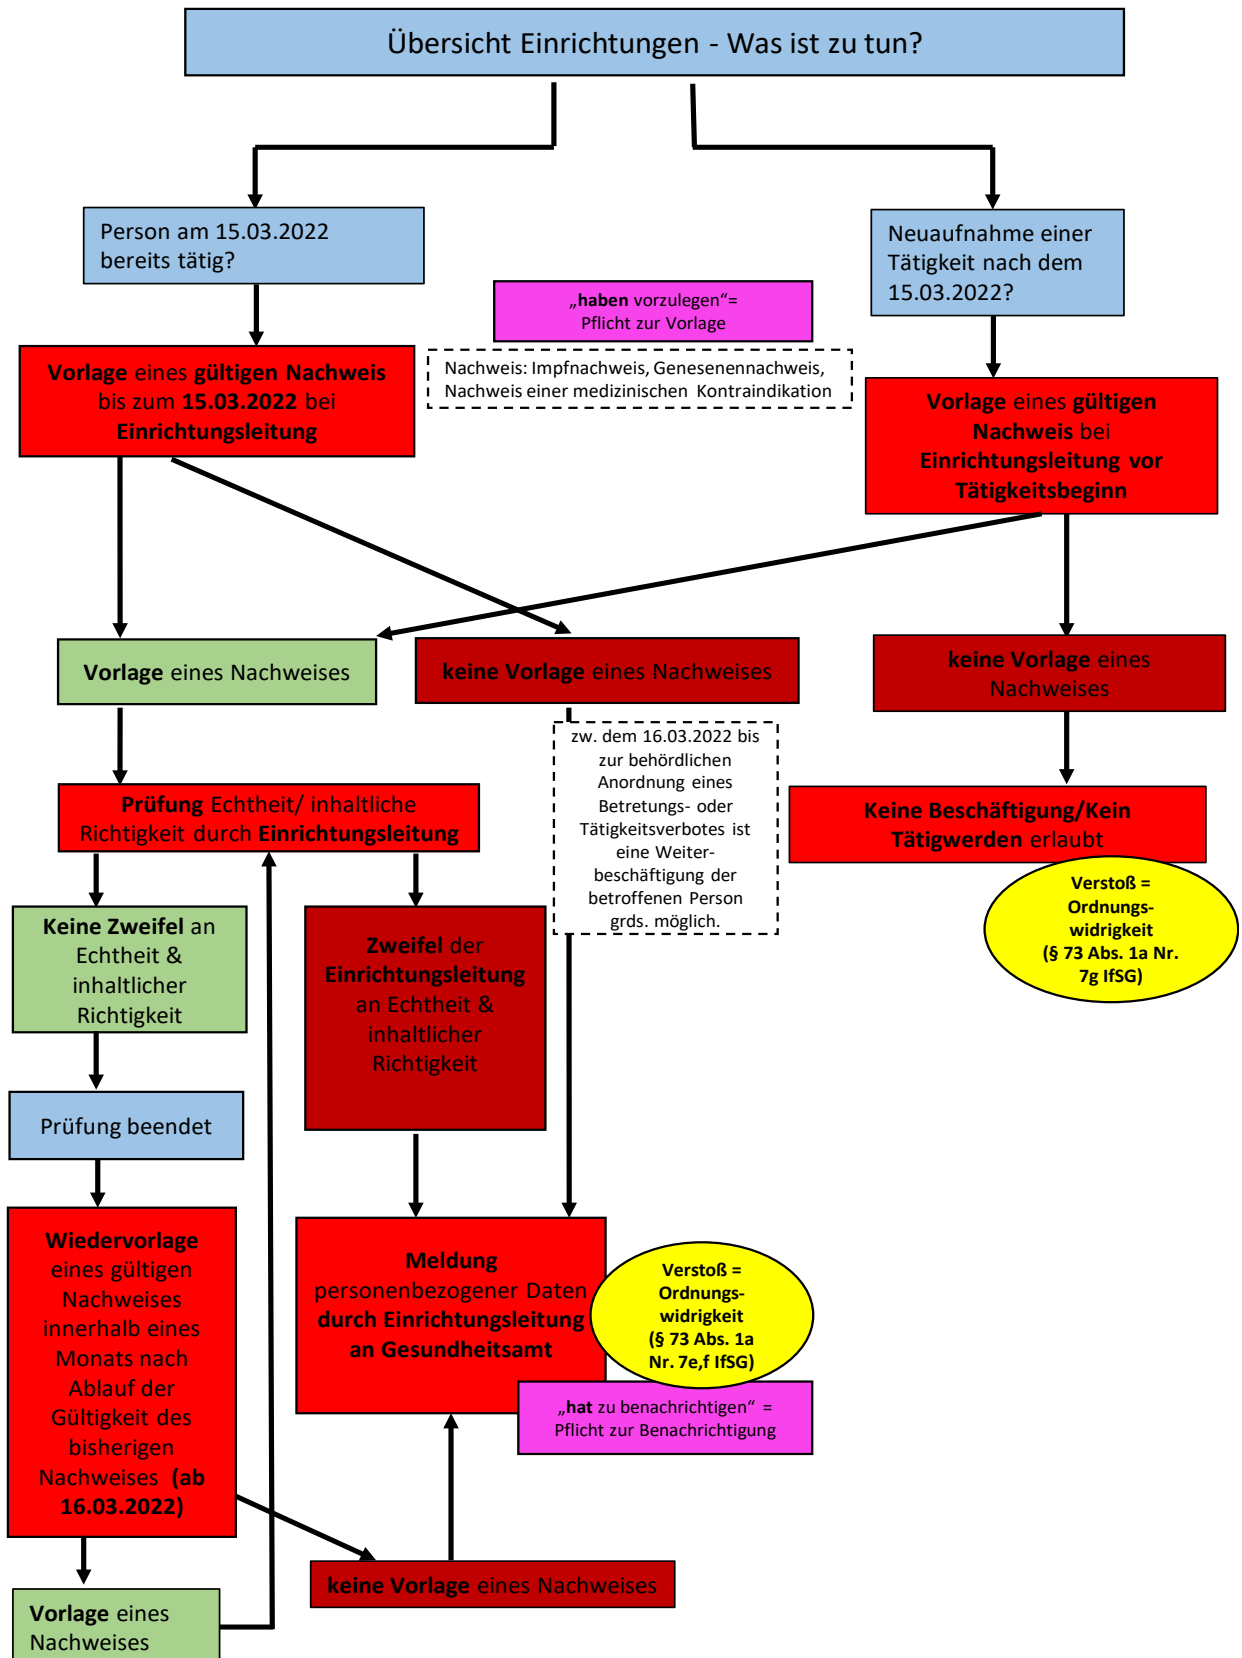 Übersicht Einrichtungen - Was ist zu tun?
Person am 15.03.2022
bereits tätig?
Neuaufnahme einer
Tätigkeit nach dem
15.03.2022?
„haben vorzulegen“=
Pflicht zur Vorlage
Nachweis: Impfnachweis, Genesenennachweis,
Nachweis einer medizinischen Kontraindikation
Vorlage eines gültigen Nachweis
bis zum 15.03.2022 bei
Einrichtungsleitung
Vorlage eines gültigen
Nachweis bei
Einrichtungsleitung vor
Tätigkeitsbeginn
Vorlage eines Nachweises
keine Vorlage eines Nachweises
keine Vorlage eines
Nachweises
zw. dem 16.03.2022 bis
zur behördlichen
Anordnung eines
Betretungs- oder
Tätigkeitsverbotes ist
eine Weiter-
beschäftigung der
betroffenen Person
grds. möglich.
Prüfung Echtheit/ inhaltliche
Richtigkeit durch Einrichtungsleitung
Keine Beschäftigung/Kein
Tätigwerden erlaubt
Verstoß =
Ordnungs-
widrigkeit
(§ 73 Abs. 1a Nr.
7g IfSG)
Keine Zweifel an
Echtheit &
inhaltlicher
Richtigkeit
Zweifel der
Einrichtungsleitung
an Echtheit &
inhaltlicher
Richtigkeit
Prüfung beendet
Wiedervorlage
eines gültigen
Nachweises
innerhalb eines
Monats nach
Ablauf der
Gültigkeit des
bisherigen
Nachweises (ab
16.03.2022)
Meldung
personenbezogener Daten
durch Einrichtungsleitung
an Gesundheitsamt
Verstoß =
Ordnungs-
widrigkeit
(§ 73 Abs. 1a
Nr. 7e,f IfSG)
„hat zu benachrichtigen“ =
Pflicht zur Benachrichtigung
keine Vorlage eines Nachweises
Vorlage eines
Nachweises